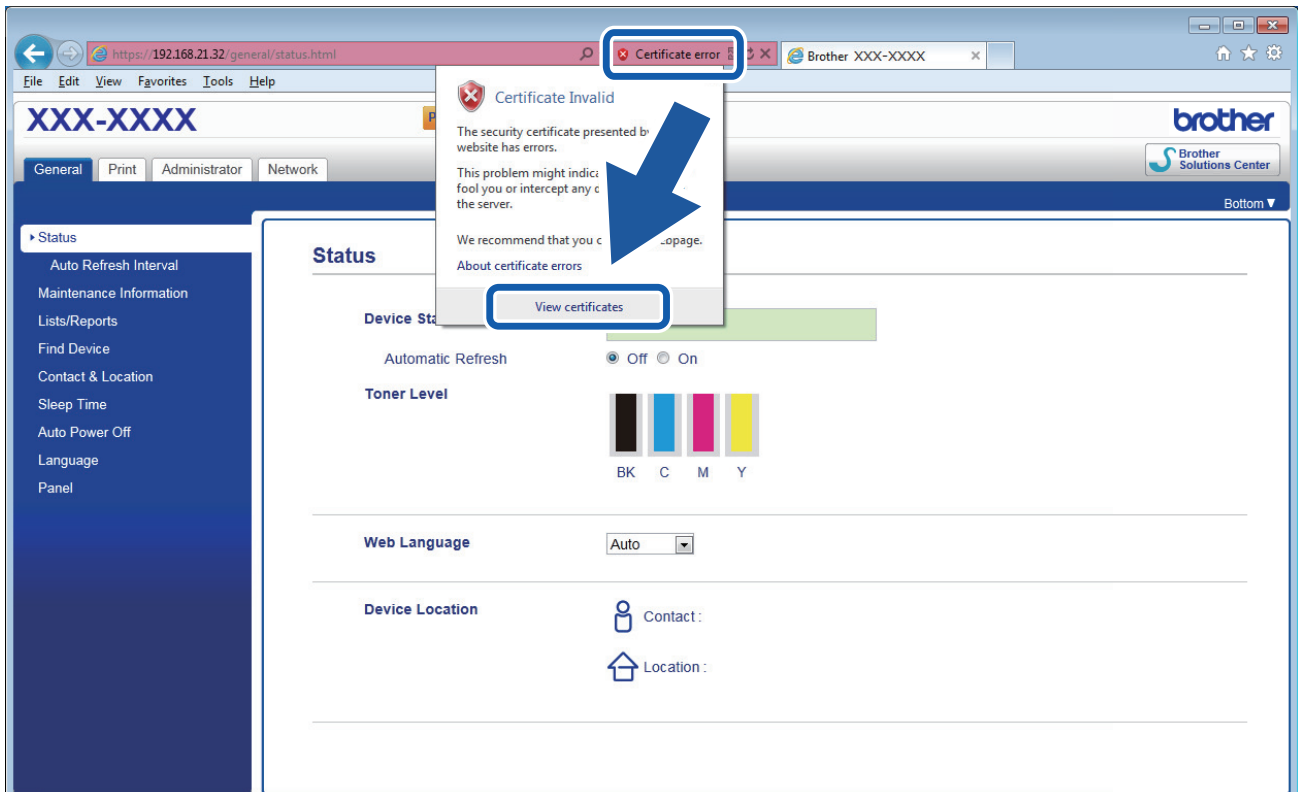 https://192.168.21.32/general/status.html
Certificate error
Brother XXX-XXXX
File Edit View Favorites Tools Help
XXX-XXXX
P
brother
Certificate Invalid
The security certificate presented by
website has errors.
This problem might
fool you or intercept any
the server.
We recommend that you
About certificate errors
View certificates
General Print Administrator Network
Brother
Solutions Center
Bottom▼
Status
Auto Refresh Interval
Maintenance Information
Lists/Reports
Find Device
Contact & Location
Sleep Time
Auto Power Off
Language
Panel
Status
Device
Automatic Refresh Off On
Toner Level
BK C M Y
Web Language Auto
Device Location Contact :
Location :